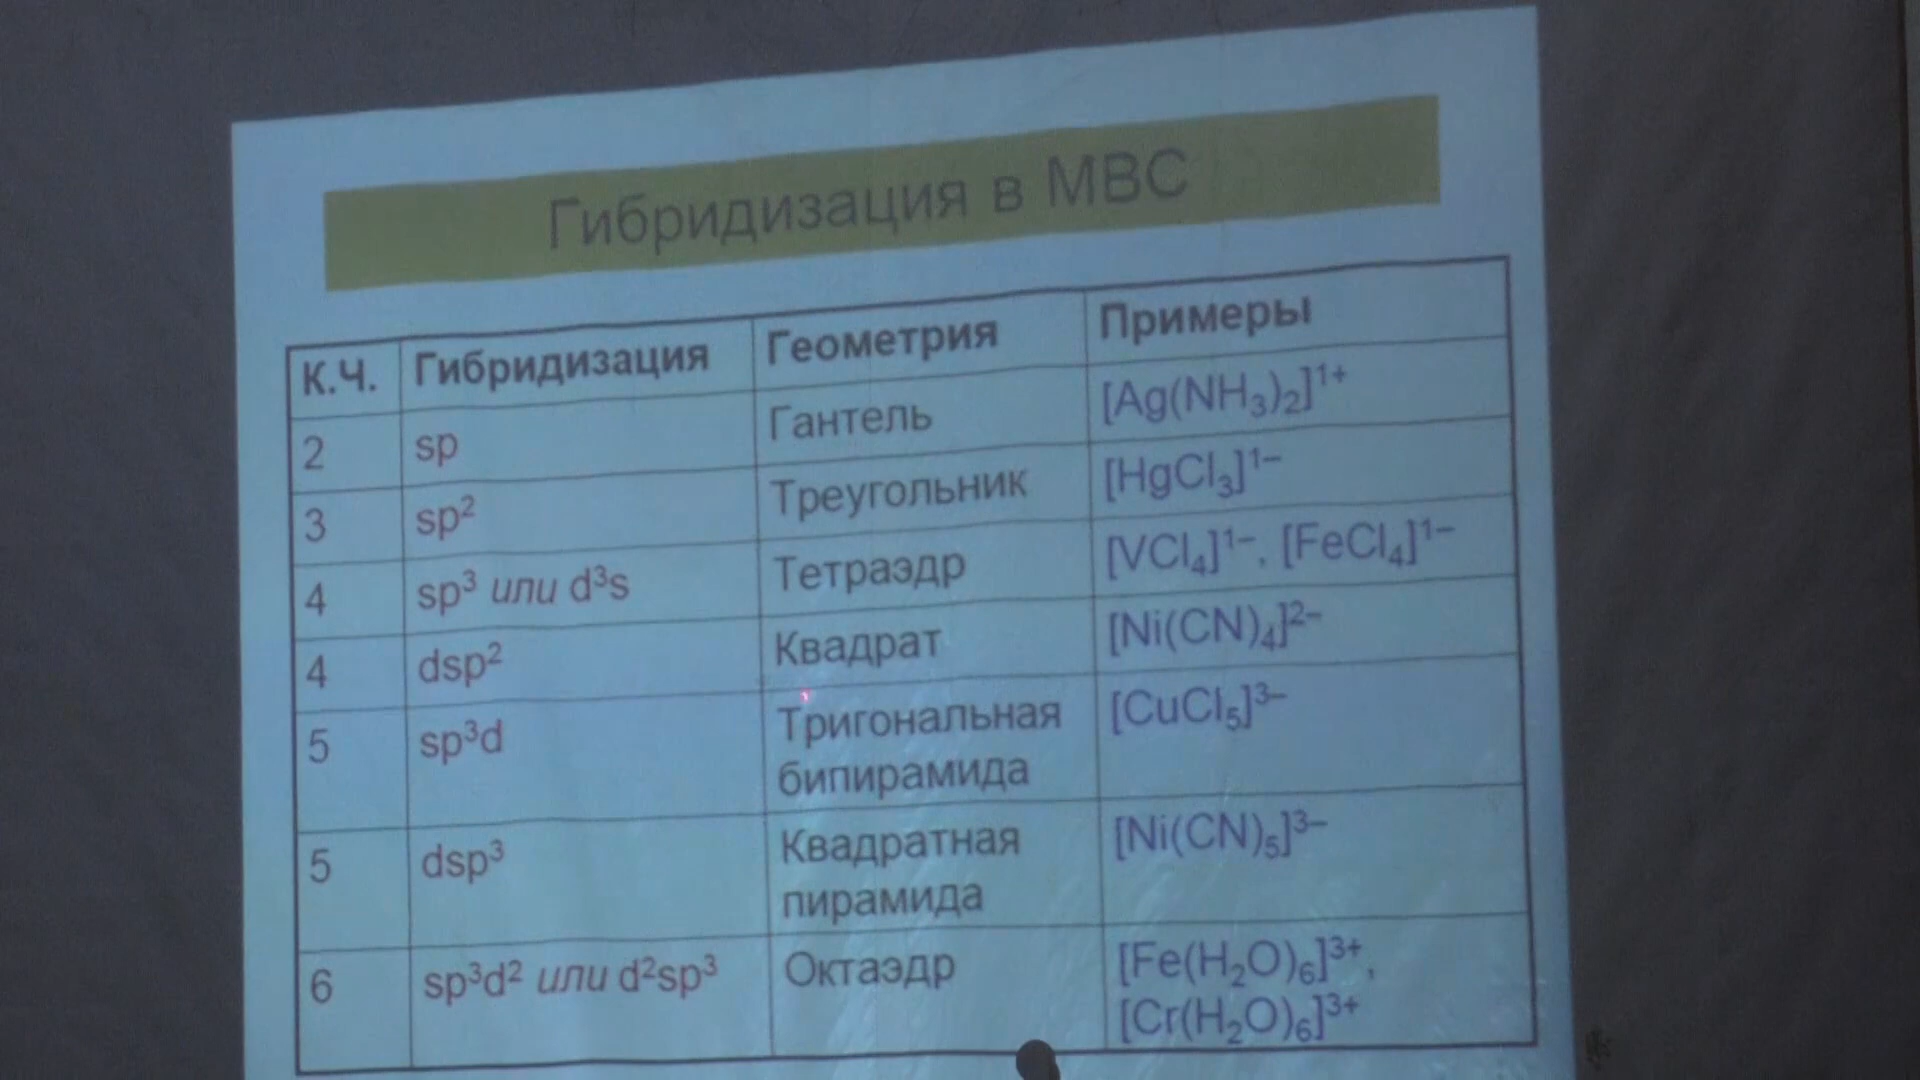 Гибридизация в МВС
К.Ч. Гибридизация Геометрия Примеры
2 sp Гантель [Ag(NH₃)₂]¹⁺
3 sp² Треугольник [HgCl₃]¹⁻
4 sp³ или d³s Тетраэдр [VCl₄]¹⁻, [FeCl₄]¹⁻
4 dsp² Квадрат [Ni(CN)₄]²⁻
5 sp³d Тригональная [CuCl₅]³⁻
бипирамида
5 dsp³ Квадратная [Ni(CN)₅]³⁻
пирамида
6 sp³d² или d²sp³ Октаэдр [Fe(H₂O)₆]³⁺,
[Cr(H₂O)₆]³⁺